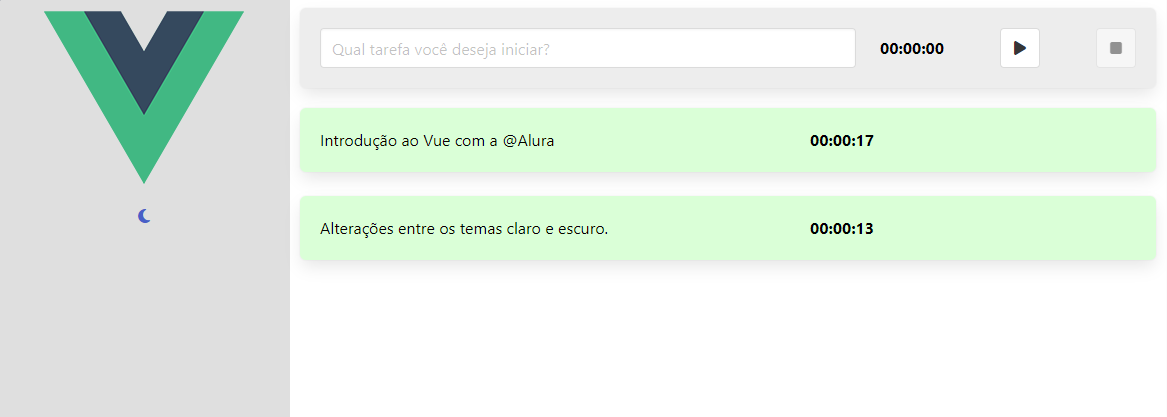 Qual tarefa você deseja iniciar? 00:00:00
Introdução ao Vue com a @Alura 00:00:17
Alterações entre os temas claro e escuro. 00:00:13